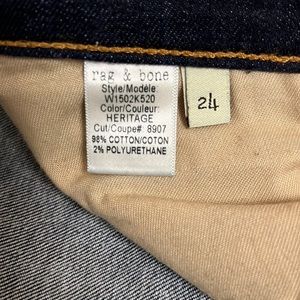 rag & bone
Style/Modèle:
W1502K520
Color/Couleur:
HERITAGE
Cut/Coupe#: 8907
98% COTTON/COTON
2% POLYURETHANE
24